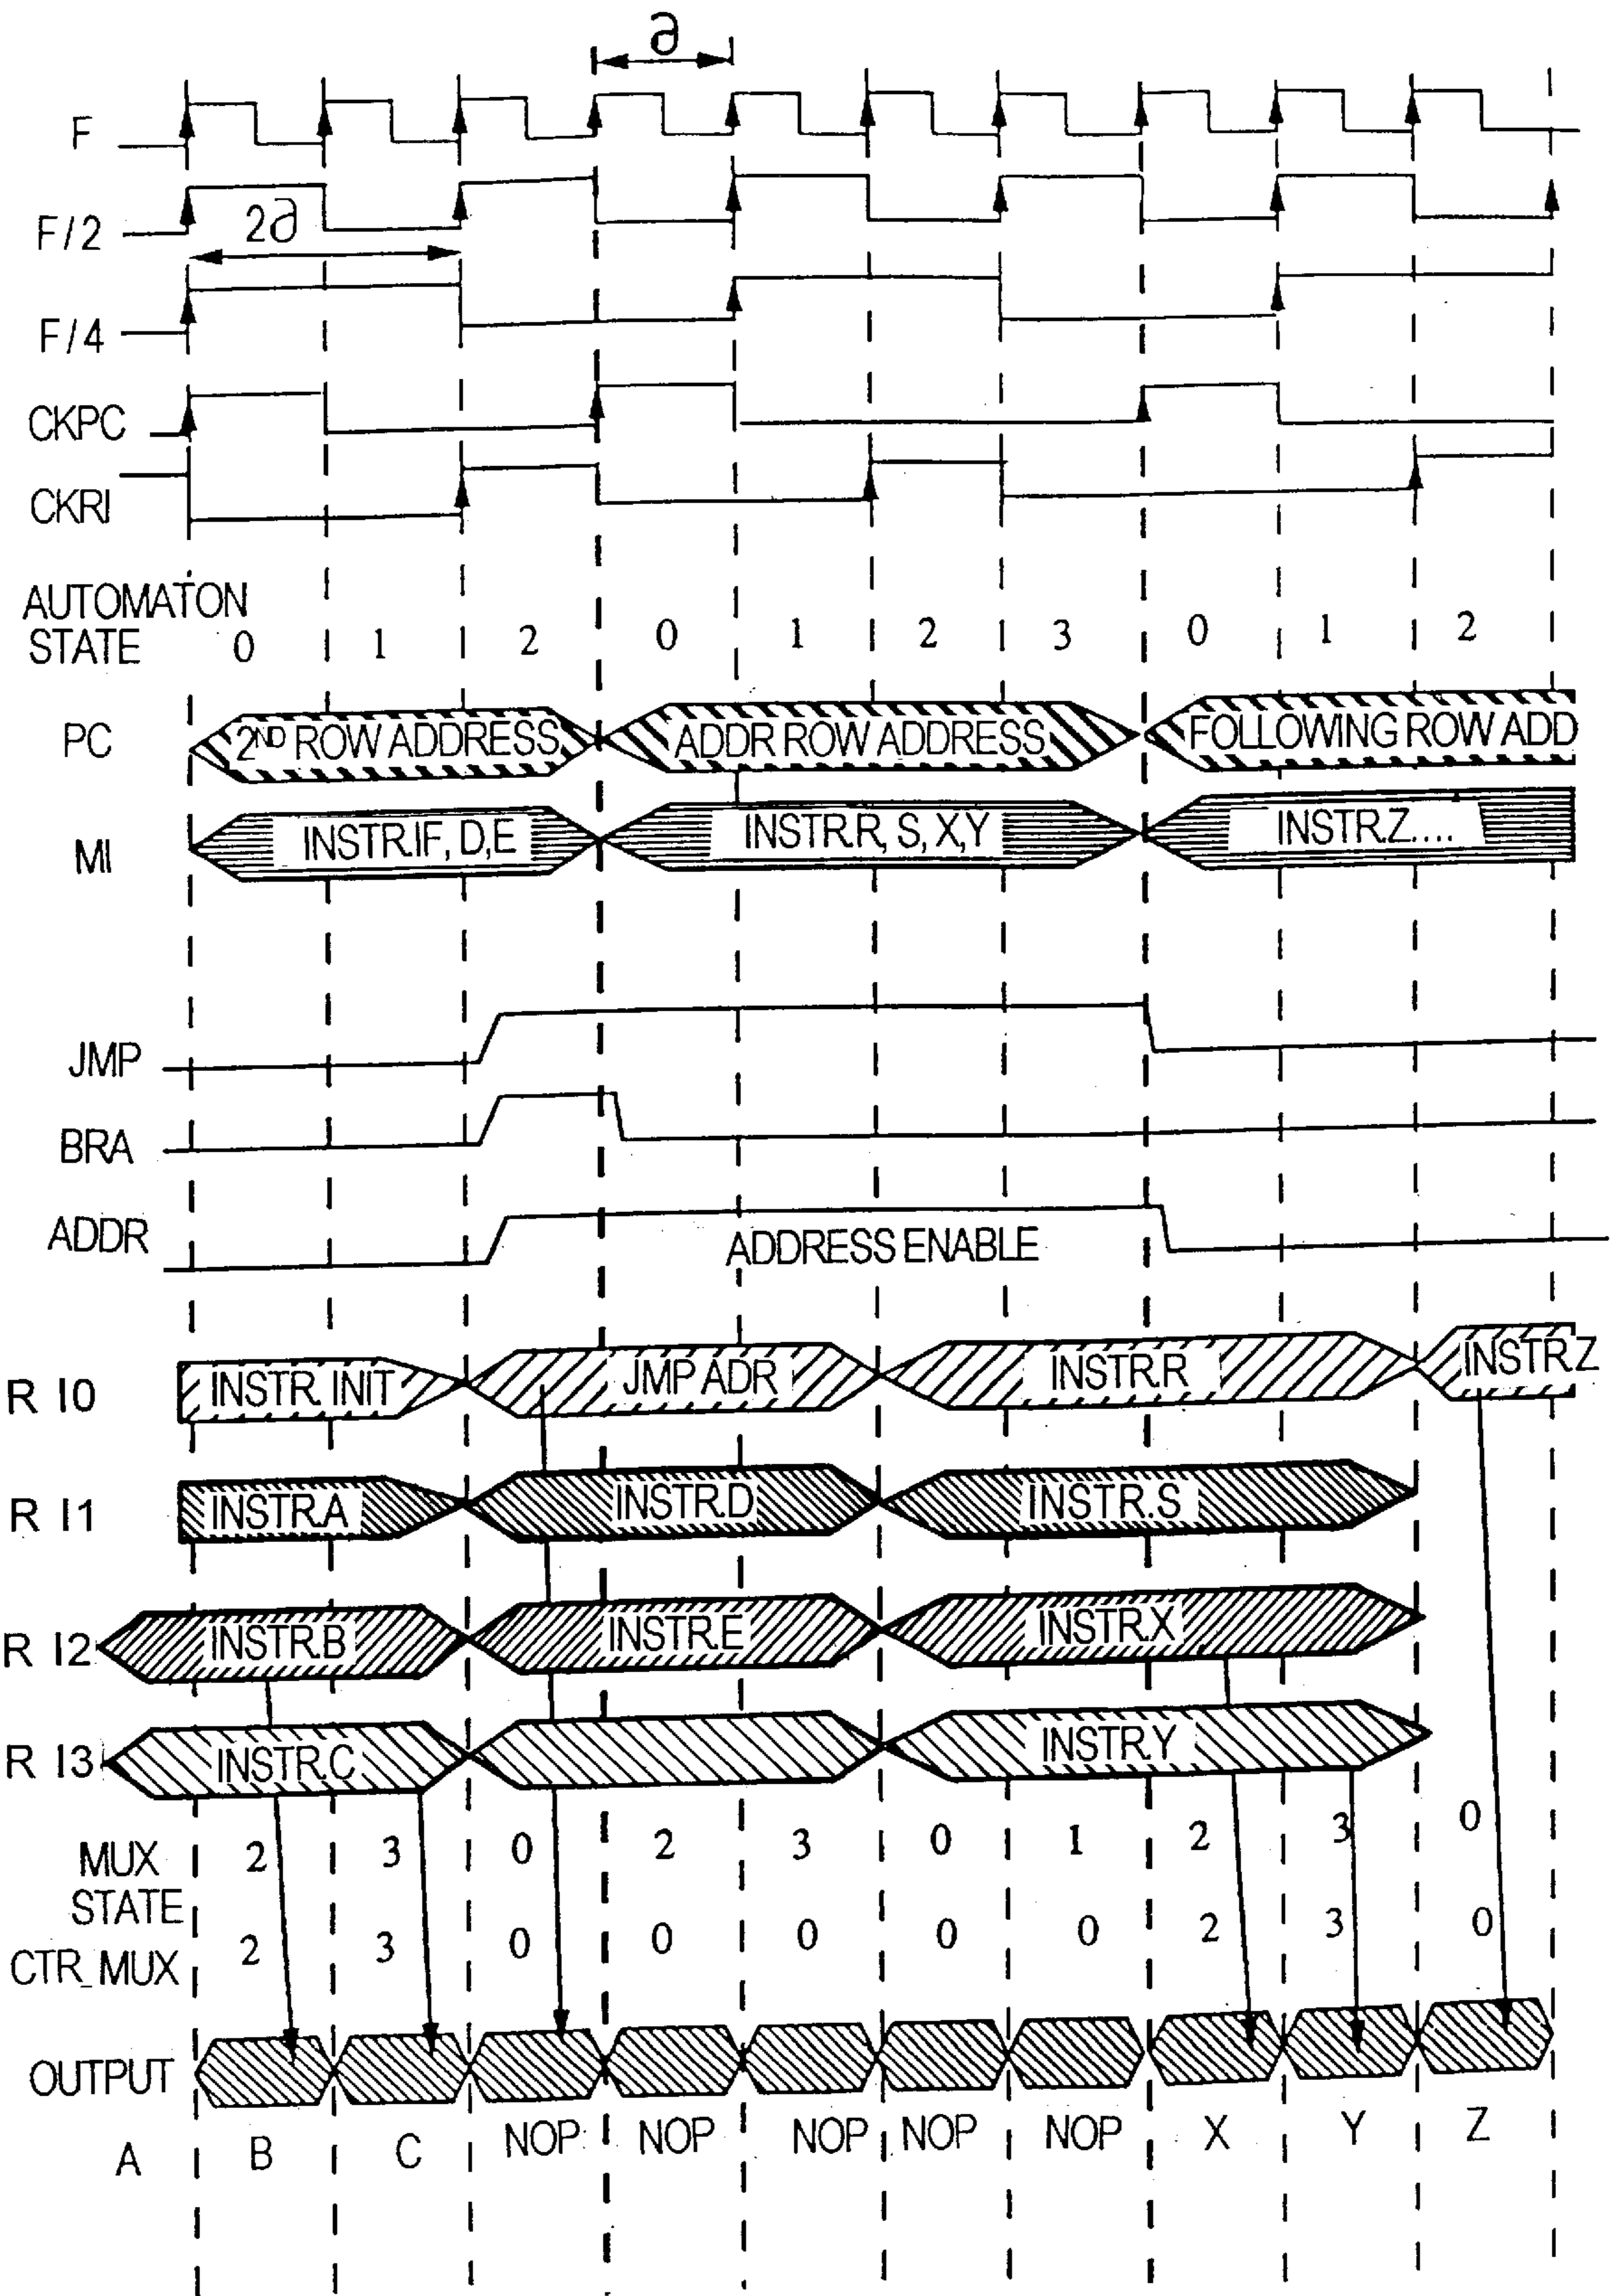 ∂
F
F/2
2∂
F/4
CKPC
CKRI
AUTOMATON
STATE 0 1 2 0 1 2 3 0 1 2
PC 2ND ROW ADDRESS ADDR ROW ADDRESS FOLLOWING ROW ADD
MI INSTR.IF, D,E INSTR.R, S, X,Y INSTR.Z....
JMP
BRA
ADDR ADDRESS ENABLE
R I0 INSTR. INIT JMP ADR INSTR.R INSTR.Z
R I1 INSTR.A INSTR.D INSTR.S
R I2 INSTR.B INSTR.E INSTR.X
R I3 INSTR.C INSTR.Y
MUX 2 3 0 2 3 0 1 2 3 0
STATE
CTR_MUX 2 3 0 0 0 0 0 2 3 0
OUTPUT
A B C NOP NOP NOP NOP NOP X Y Z